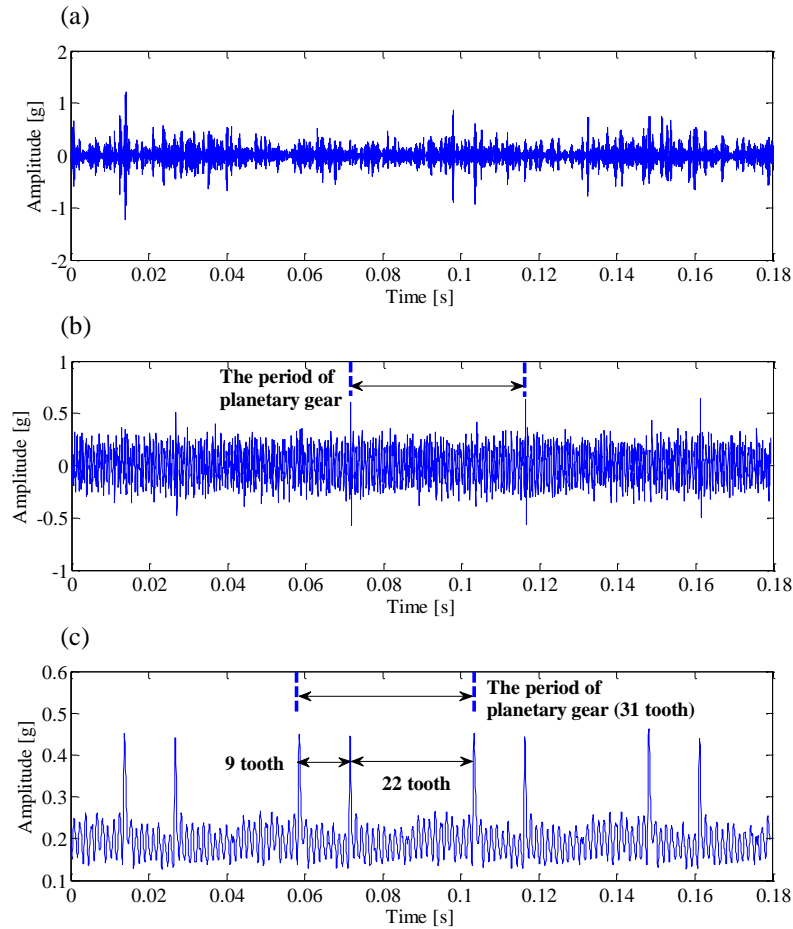 (a)
2
1
0
-1
-2
Amplitude [g]
0 0.02 0.04 0.06 0.08 0.1 0.12 0.14 0.16 0.18
Time [s]
(b)
1
0.5
0
-0.5
-1
Amplitude [g]
The period of
planetary gear
0 0.02 0.04 0.06 0.08 0.1 0.12 0.14 0.16 0.18
Time [s]
(c)
0.6
0.5
0.4
0.3
0.2
0.1
Amplitude [g]
The period of
planetary gear (31 tooth)
9 tooth
22 tooth
0 0.02 0.04 0.06 0.08 0.1 0.12 0.14 0.16 0.18
Time [s]